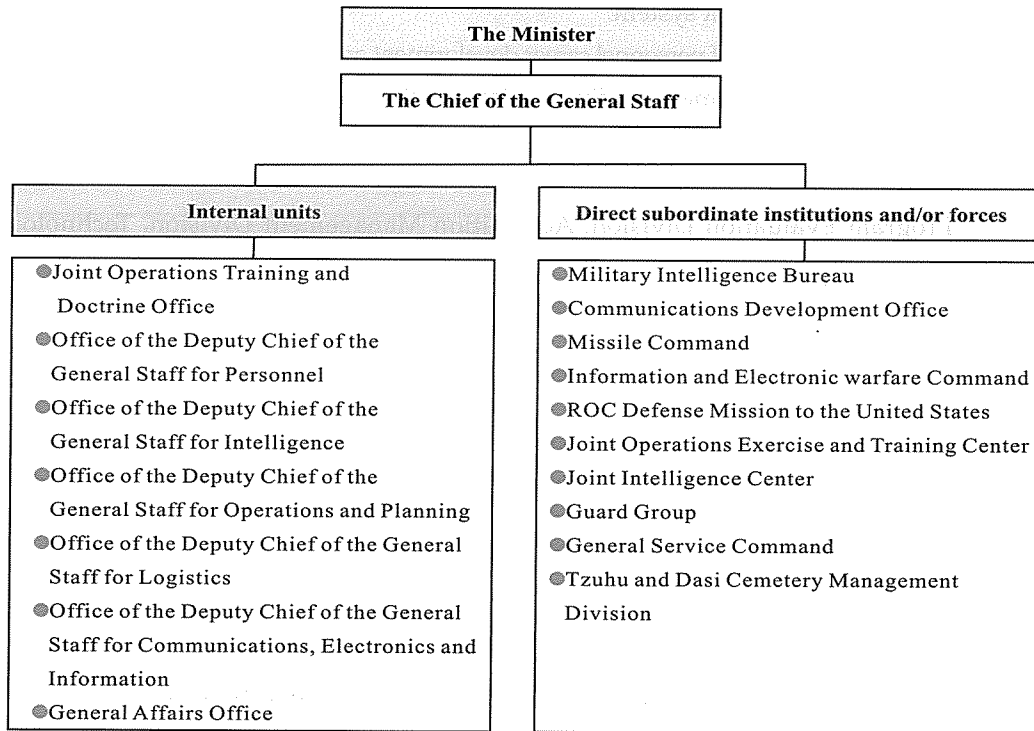 The Minister
The Chief of the General Staff
Internal units
Joint Operations Training and
Doctrine Office
Office of the Deputy Chief of the
General Staff for Personnel
Office of the Deputy Chief of the
General Staff for Intelligence
Office of the Deputy Chief of the
General Staff for Operations and Planning
Office of the Deputy Chief of the General
Staff for Logistics
Office of the Deputy Chief of the General
Staff for Communications, Electronics and
Information
General Affairs Office
Direct subordinate institutions and/or forces
Military Intelligence Bureau
Communications Development Office
Missile Command
Information and Electronic warfare Command
ROC Defense Mission to the United States
Joint Operations Exercise and Training Center
Joint Intelligence Center
Guard Group
General Service Command
Tzuhu and Dasi Cemetery Management
Division